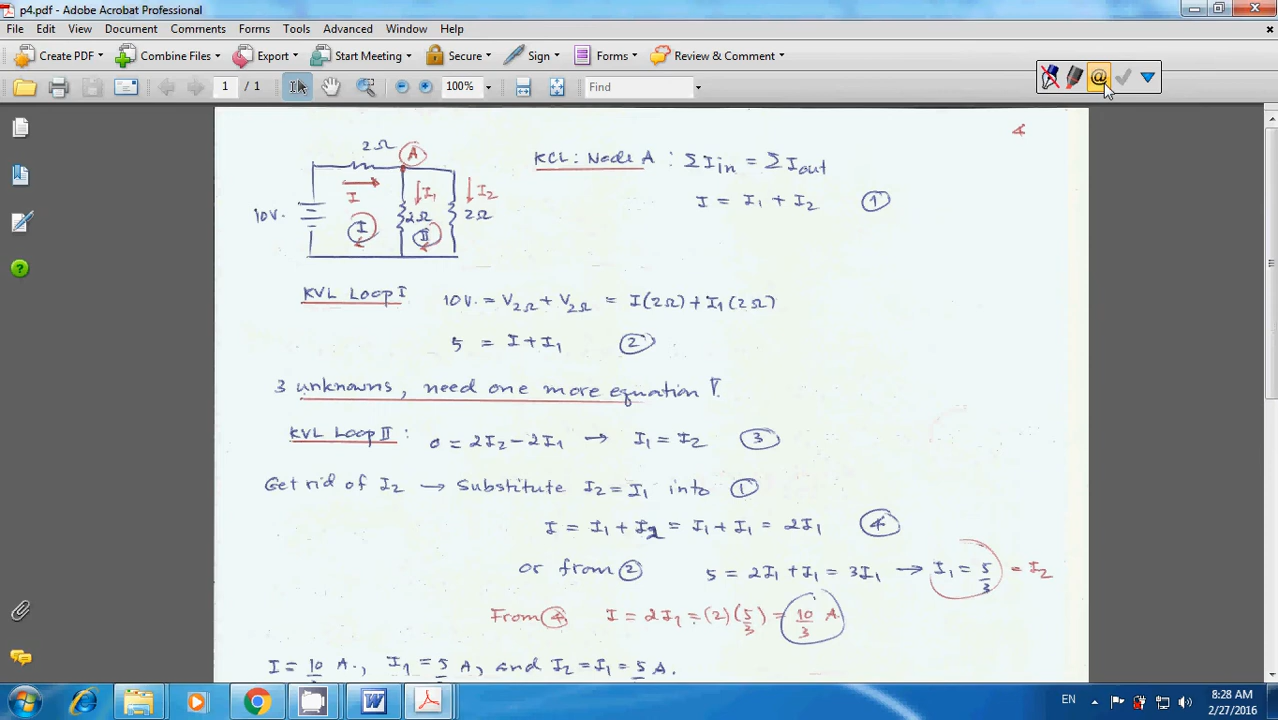 p4.pdf - Adobe Acrobat Professional
File Edit View Document Comments Forms Tools Advanced Window Help
Create PDF Combine Files Export Start Meeting Secure Sign Forms Review & Comment
1 / 1 100% Find
@
4
2Ω A
KCL: Node A : ΣI_in = ΣI_out
I I₁ I₂
I = I₁ + I₂ ①
10v. I 2Ω II 2Ω
KVL Loop I 10v. = V₂Ω + V₂Ω = I(2Ω) + I₁(2Ω)
5 = I + I₁ ②
3 unknowns, need one more equation !
KVL Loop II : 0 = 2I₂ - 2I₁ → I₁ = I₂ ③
Get rid of I₂ → Substitute I₂ = I₁ into ①
I = I₁ + I₂ = I₁ + I₁ = 2I₁ ④
or from ② 5 = 2I₁ + I₁ = 3I₁ → I₁ = 5/3 = I₂
From ④ I = 2I₁ = (2)(5/3) = 10/3 A.
I = 10 A., I₁ = 5 A, and I₂ = I₁ = 5 A.
EN 8:28 AM
2/27/2016